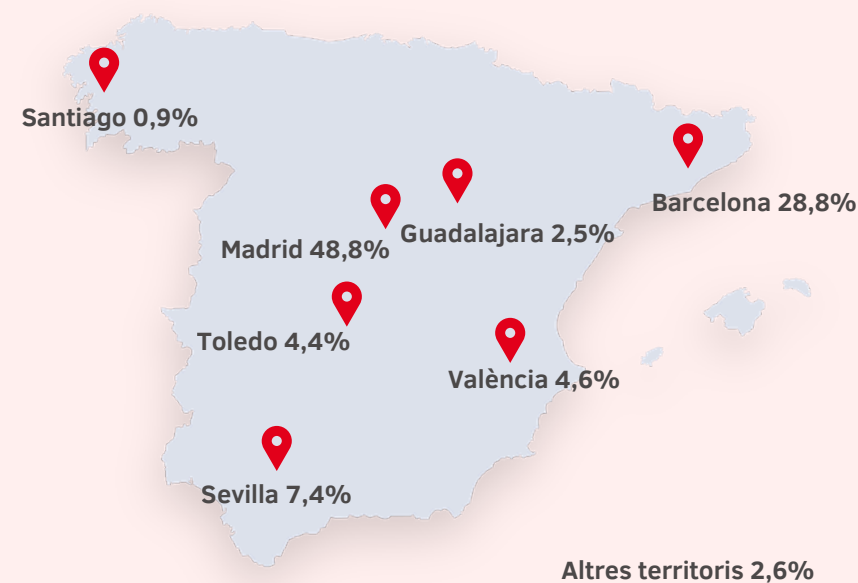 Santiago 0,9%
Barcelona 28,8%
Guadalajara 2,5%
Madrid 48,8%
Toledo 4,4%
València 4,6%
Sevilla 7,4%
Altres territoris 2,6%